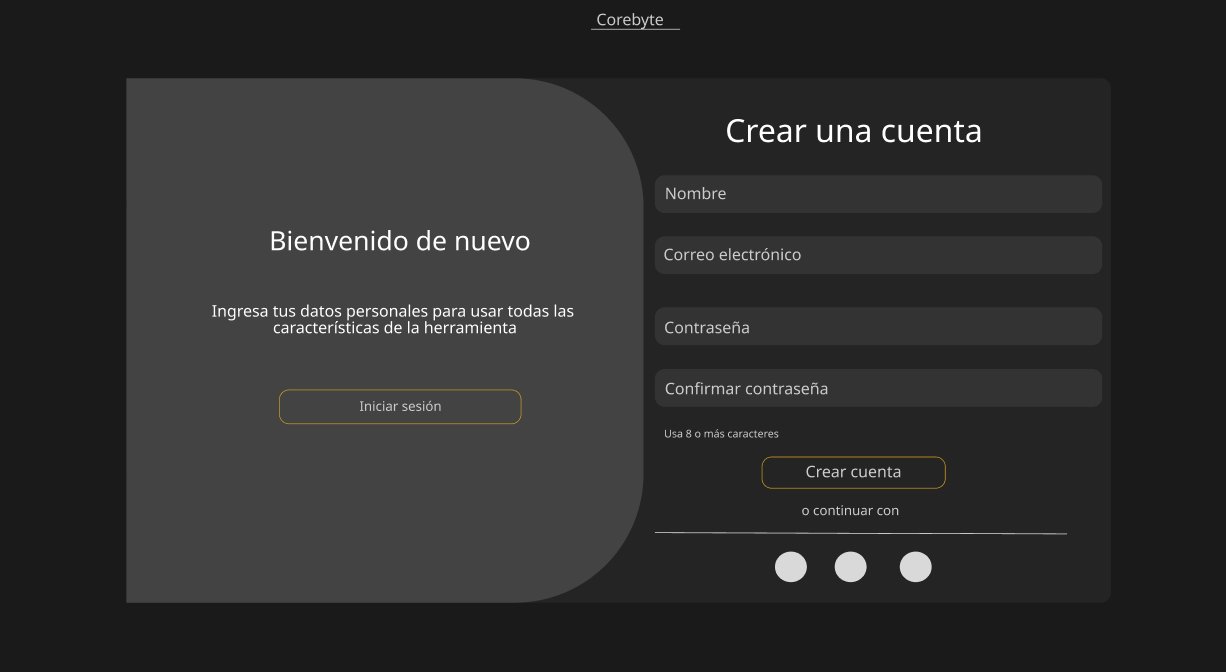 Corebyte
Bienvenido de nuevo
Ingresa tus datos personales para usar todas las
características de la herramienta
Iniciar sesión
Crear una cuenta
Nombre
Correo electrónico
Contraseña
Confirmar contraseña
Usa 8 o más caracteres
Crear cuenta
o continuar con